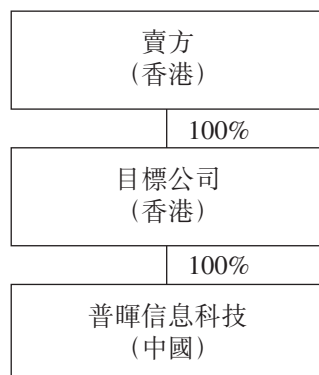 賣方
（香港）
100%
目標公司
（香港）
100%
普暉信息科技
（中國）